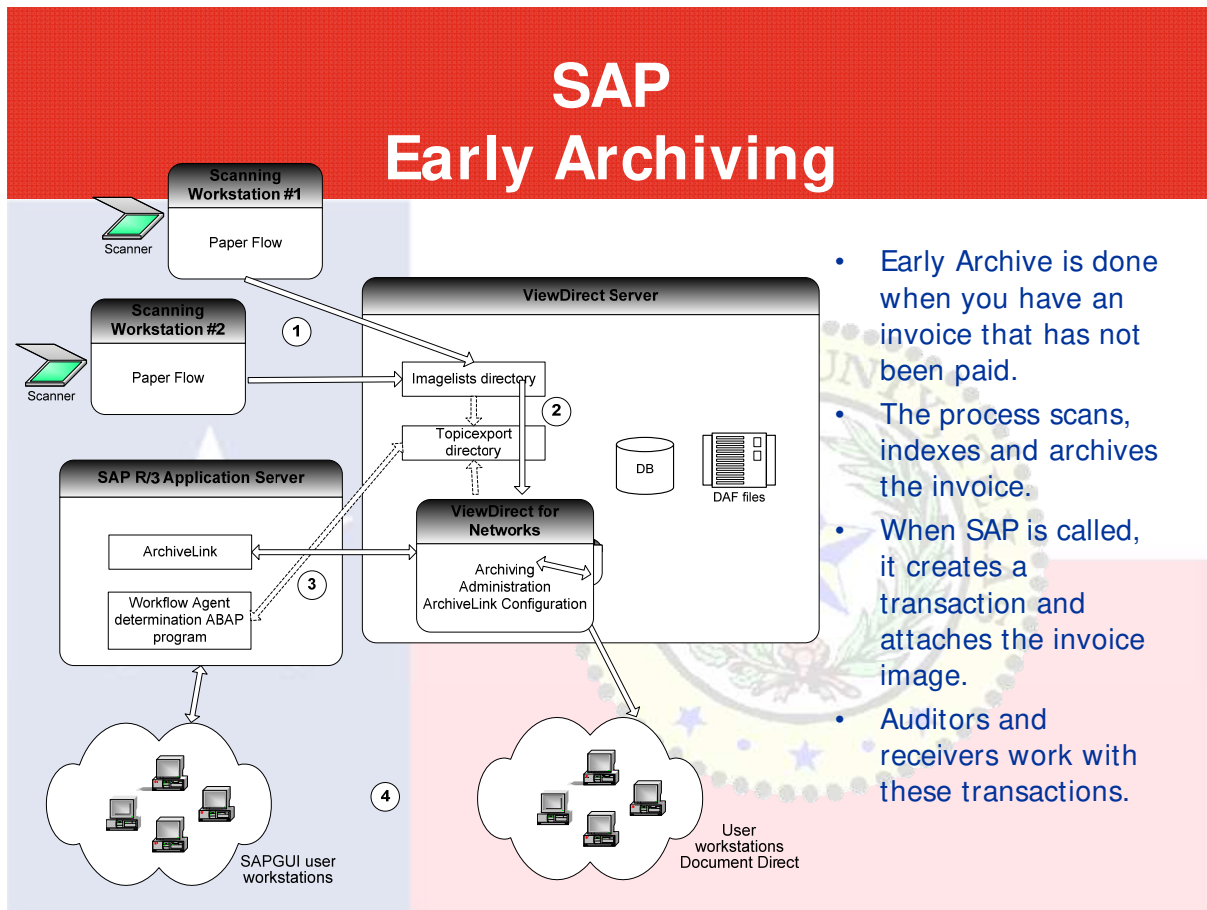 SAP
Early Archiving
Scanning
Workstation #1
Paper Flow
Scanner
Scanning
Workstation #2
Paper Flow
Scanner
1
ViewDirect Server
Imagelists directory
2
Topicexport
directory
DB
DAF files
SAP R/3 Application Server
ArchiveLink
Workflow Agent
determination ABAP
program
3
ViewDirect for
Networks
Archiving
Administration
ArchiveLink Configuration
4
SAPGUI user
workstations
User
workstations
Document Direct
• Early Archive is done
when you have an
invoice that has not
been paid.
• The process scans,
indexes and archives
the invoice.
• When SAP is called,
it creates a
transaction and
attaches the invoice
image.
• Auditors and
receivers work with
these transactions.